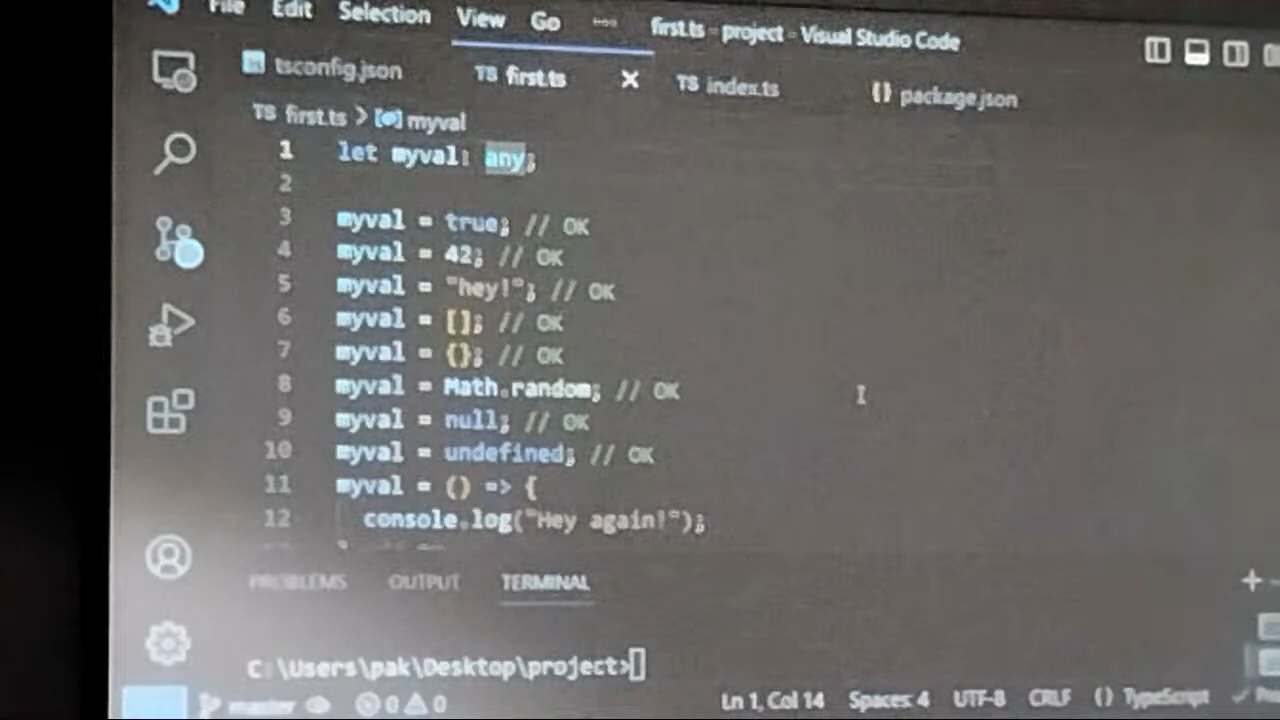 File Edit Selection View Go ... first.ts - project - Visual Studio Code
tsconfig.json TS first.ts × TS index.ts {} package.json
TS first.ts > myval
1 let myval: any;
2
3 myval = true; // OK
4 myval = 42; // OK
5 myval = "hey!"; // OK
6 myval = []; // OK
7 myval = {}; // OK
8 myval = Math.random; // OK
9 myval = null; // OK
10 myval = undefined; // OK
11 myval = () => {
12 console.log("Hey again!");
PROBLEMS OUTPUT TERMINAL
C:\Users\pak\Desktop\project>
master 0 0 Ln 1, Col 14 Spaces: 4 UTF-8 CRLF {} TypeScript